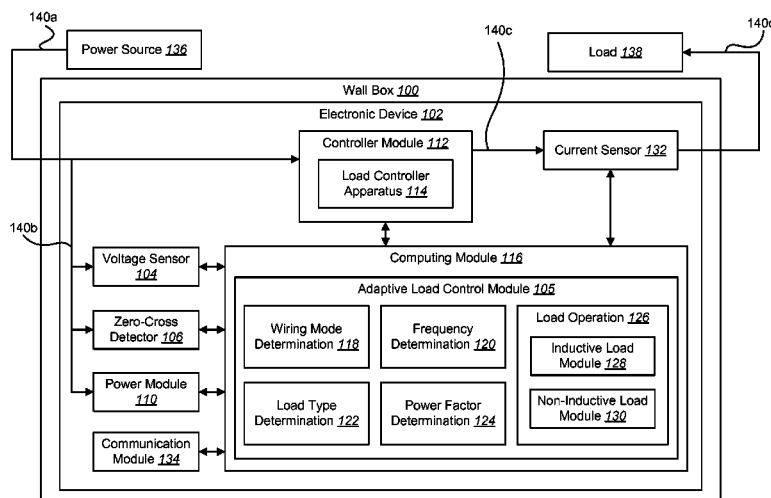 140a
Power Source 136
140c
Load 138
140d
Wall Box 100
Electronic Device 102
Controller Module 112
Load Controller
Apparatus 114
Current Sensor 132
140b
Voltage Sensor
104
Computing Module 116
Adaptive Load Control Module 105
Zero-Cross
Detector 106
Wiring Mode
Determination 118
Frequency
Determination 120
Load Operation 126
Inductive Load
Module 128
Power Module
110
Load Type
Determination 122
Power Factor
Determination 124
Non-Inductive Load
Module 130
Communication
Module 134